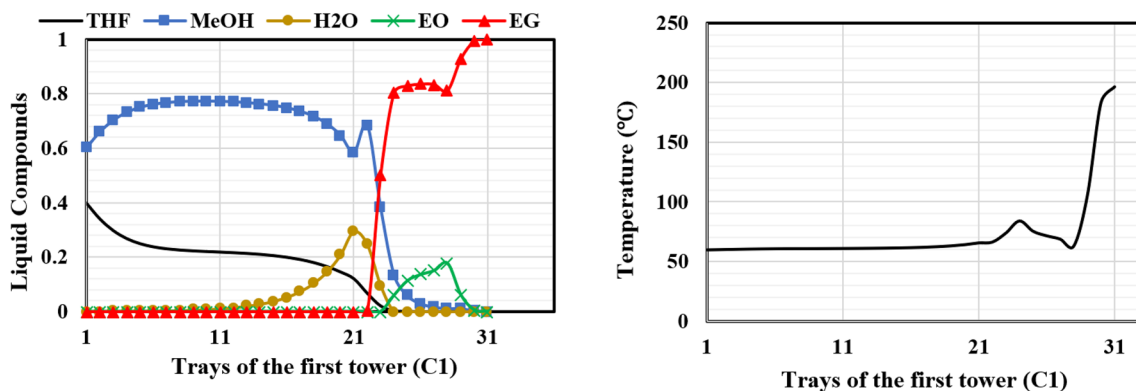 THF MeOH H2O EO EG
Liquid Compounds
1
0.8
0.6
0.4
0.2
0
1 11 21 31
Trays of the first tower (C1)
Temperature (℃)
250
200
150
100
50
0
1 11 21 31
Trays of the first tower (C1)